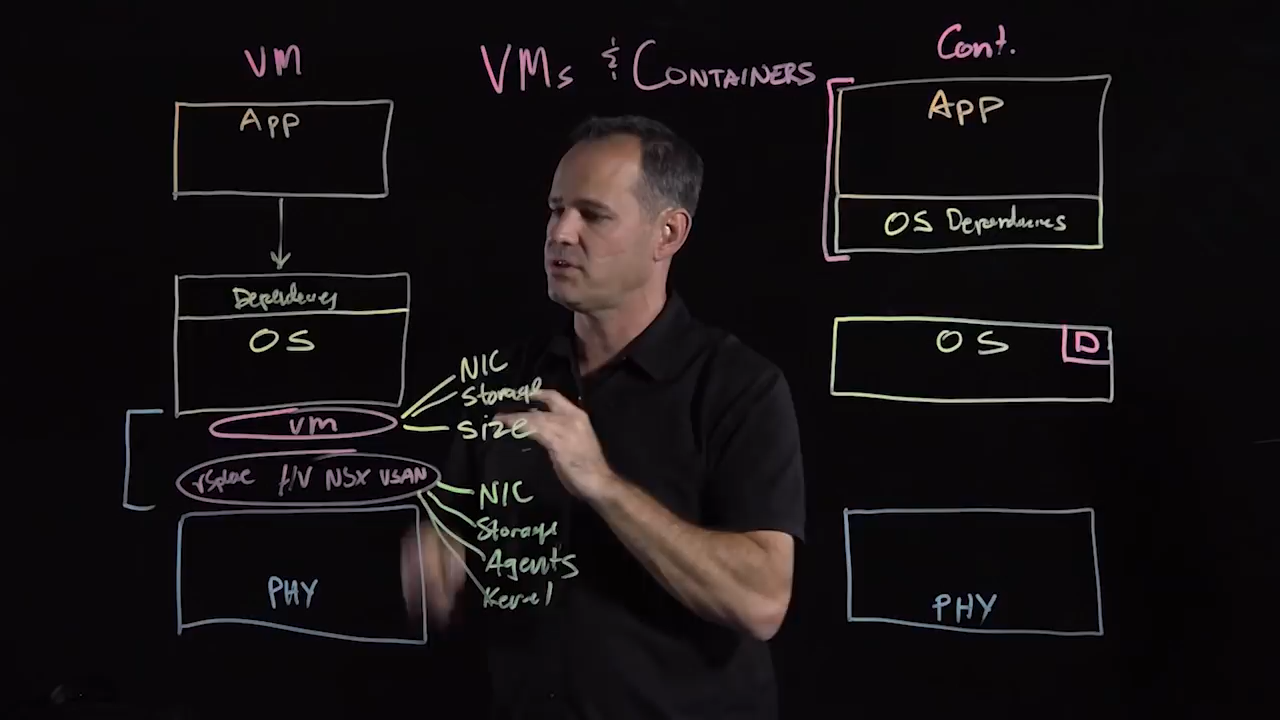 VM
VMs & CONTAINERS
Cont.
App
App
OS Dependencies
Dependencies
OS
OS D
NIC
Storage
Size
VM
H/V NSX VSAN
NIC
Storage
Agents
Kernel
PHY
PHY